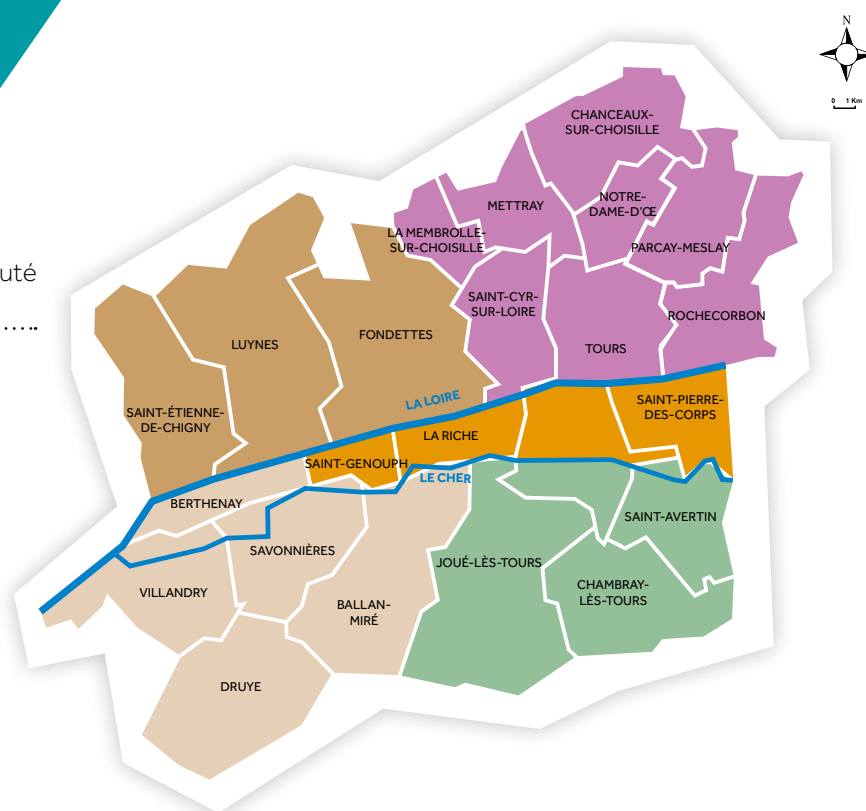 N
0 1 Km
CHANCEAUX-
SUR-CHOISILLE
METTRAY
NOTRE-
DAME-D'ŒE
LA MEMBROLLE-
SUR-CHOISILLE
PARCAY-MESLAY
uté
.....
SAINT-CYR-
SUR-LOIRE
ROCHECORBON
FONDETTES
LUYNES
TOURS
LA LOIRE
SAINT-PIERRE-
DES-CORPS
SAINT-ÉTIENNE-
DE-CHIGNY
LA RICHE
SAINT-GENOUPH
LE CHER
BERTHENAY
SAINT-AVERTIN
SAVONNIÈRES
JOUÉ-LÈS-TOURS
VILLANDRY
CHAMBRAY-
LÈS-TOURS
BALLAN-
MIRÉ
DRUYE